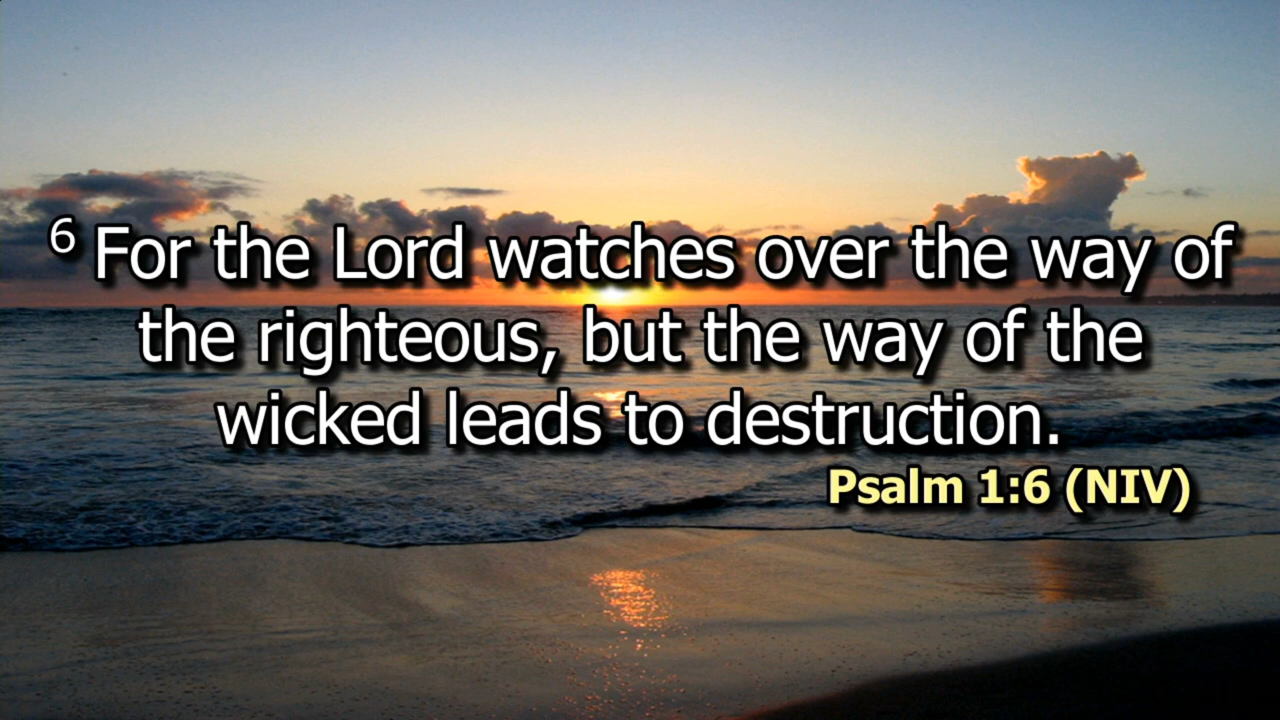 6 For the Lord watches over the way of
the righteous, but the way of the
wicked leads to destruction.
Psalm 1:6 (NIV)